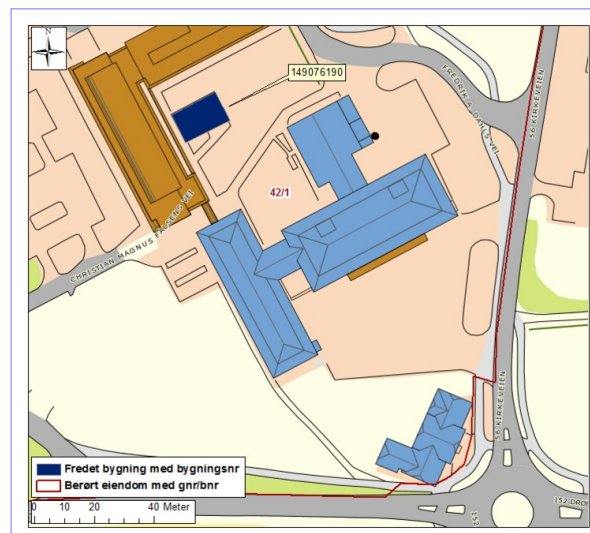 N
149076190
FREDRIK A. DAHLS VEI
56 KIRKEVEIEN
42/1
CHRISTIAN MAGNUS FALSENS VEI
56 KIRKEVEIEN
Fredet bygning med bygningsnr
Berørt eiendom med gnr/bnr
0 10 20 40 Meter
152